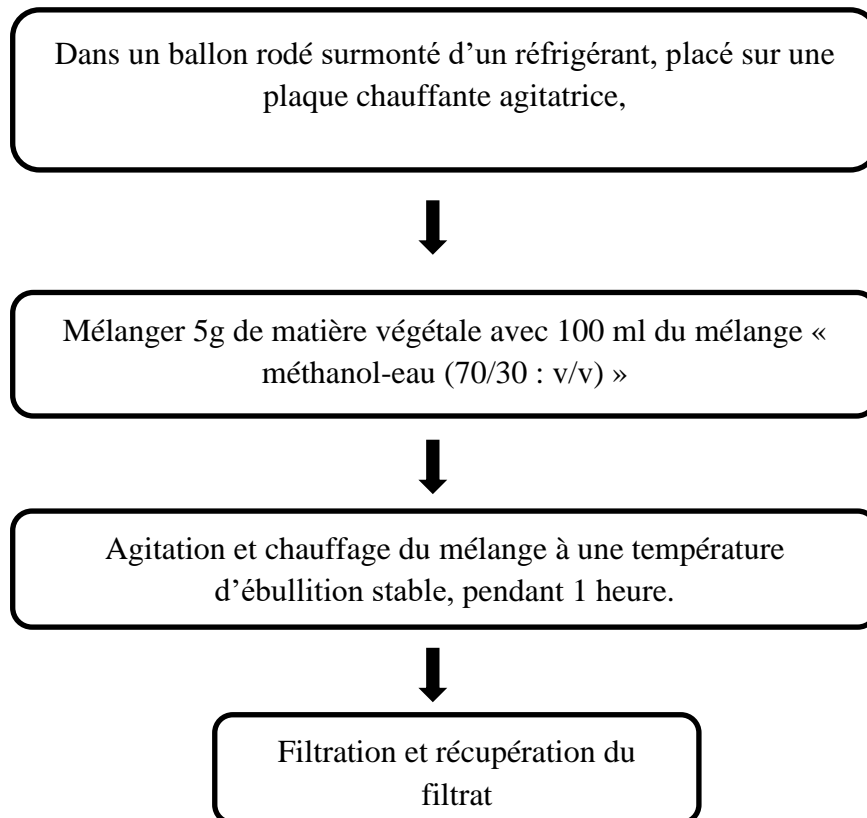 Dans un ballon rodé surmonté d’un réfrigérant, placé sur une
plaque chauffante agitatrice,
Mélanger 5g de matière végétale avec 100 ml du mélange «
méthanol-eau (70/30 : v/v) »
Agitation et chauffage du mélange à une température
d’ébullition stable, pendant 1 heure.
Filtration et récupération du
filtrat